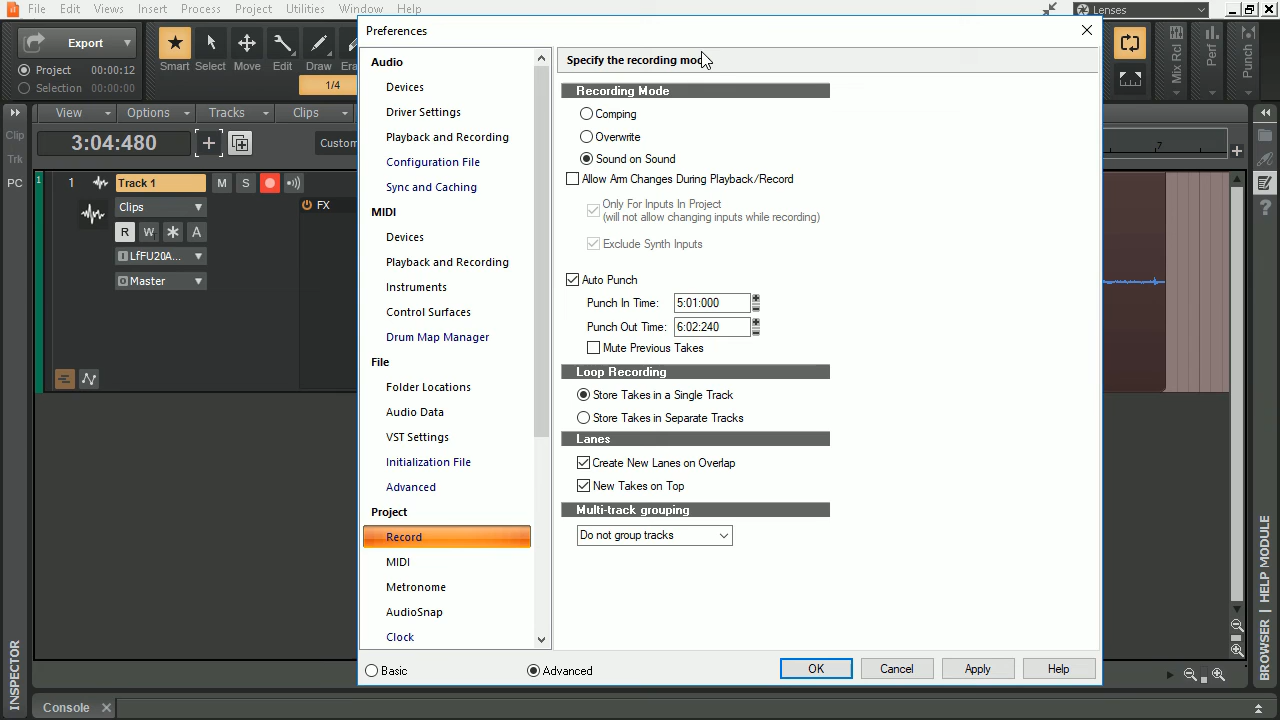 File Edit Views Insert Process Project Utilities Window Help
Lenses
Preferences
Export
Project 00:00:12
Selection 00:00:00
Smart Select Move Edit Draw
1/4
Mix Rcl
Perf
Punch
View Options Tracks Clips
3:04:480
Custom
7
Clip
Trk
PC
1
1 Track 1 M S
Clips
FX
R W A
I LfFU20A...
O Master
Audio
Devices
Driver Settings
Playback and Recording
Configuration File
Sync and Caching
MIDI
Devices
Playback and Recording
Instruments
Control Surfaces
Drum Map Manager
File
Folder Locations
Audio Data
VST Settings
Initialization File
Advanced
Project
Record
MIDI
Metronome
AudioSnap
Clock
Basic
Advanced
Specify the recording
Recording Mode
Comping
Overwrite
Sound on Sound
Allow Arm Changes During Playback/Record
Only For Inputs In Project
(will not allow changing inputs while recording)
Exclude Synth Inputs
Auto Punch
Punch In Time: 5:01:000
Punch Out Time: 6:02:240
Mute Previous Takes
Loop Recording
Store Takes in a Single Track
Store Takes in Separate Tracks
Lanes
Create New Lanes on Overlap
New Takes on Top
Multi-track grouping
Do not group tracks
OK Cancel Apply Help
INSPECTOR
BROWSER | HELP MODULE
Console